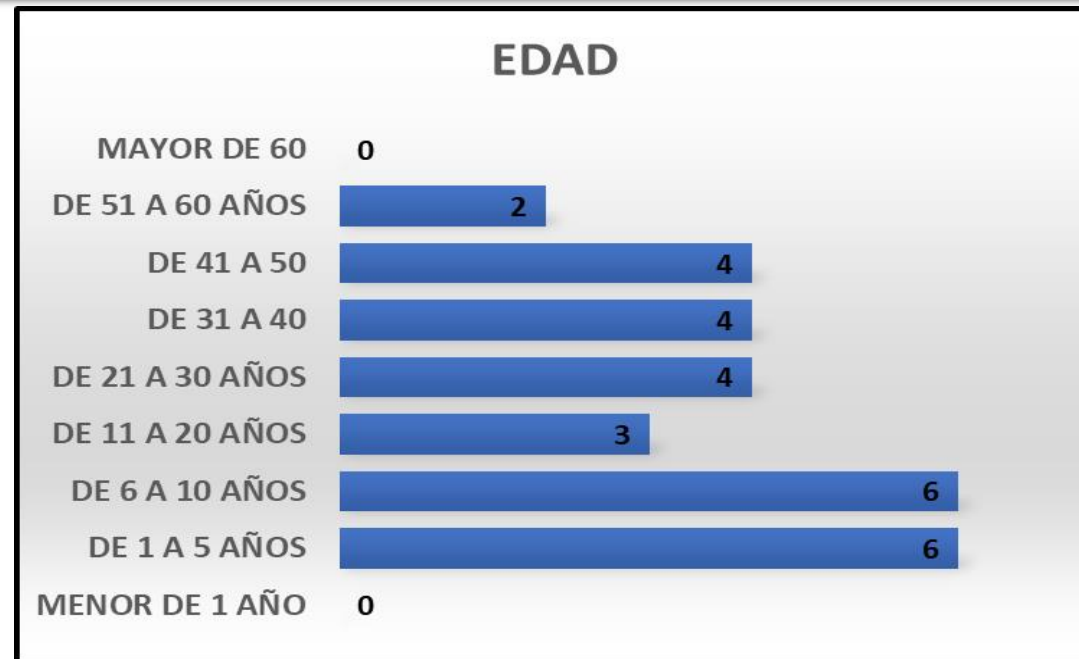 EDAD
MAYOR DE 60 0
DE 51 A 60 AÑOS 2
DE 41 A 50 4
DE 31 A 40 4
DE 21 A 30 AÑOS 4
DE 11 A 20 AÑOS 3
DE 6 A 10 AÑOS 6
DE 1 A 5 AÑOS 6
MENOR DE 1 AÑO 0